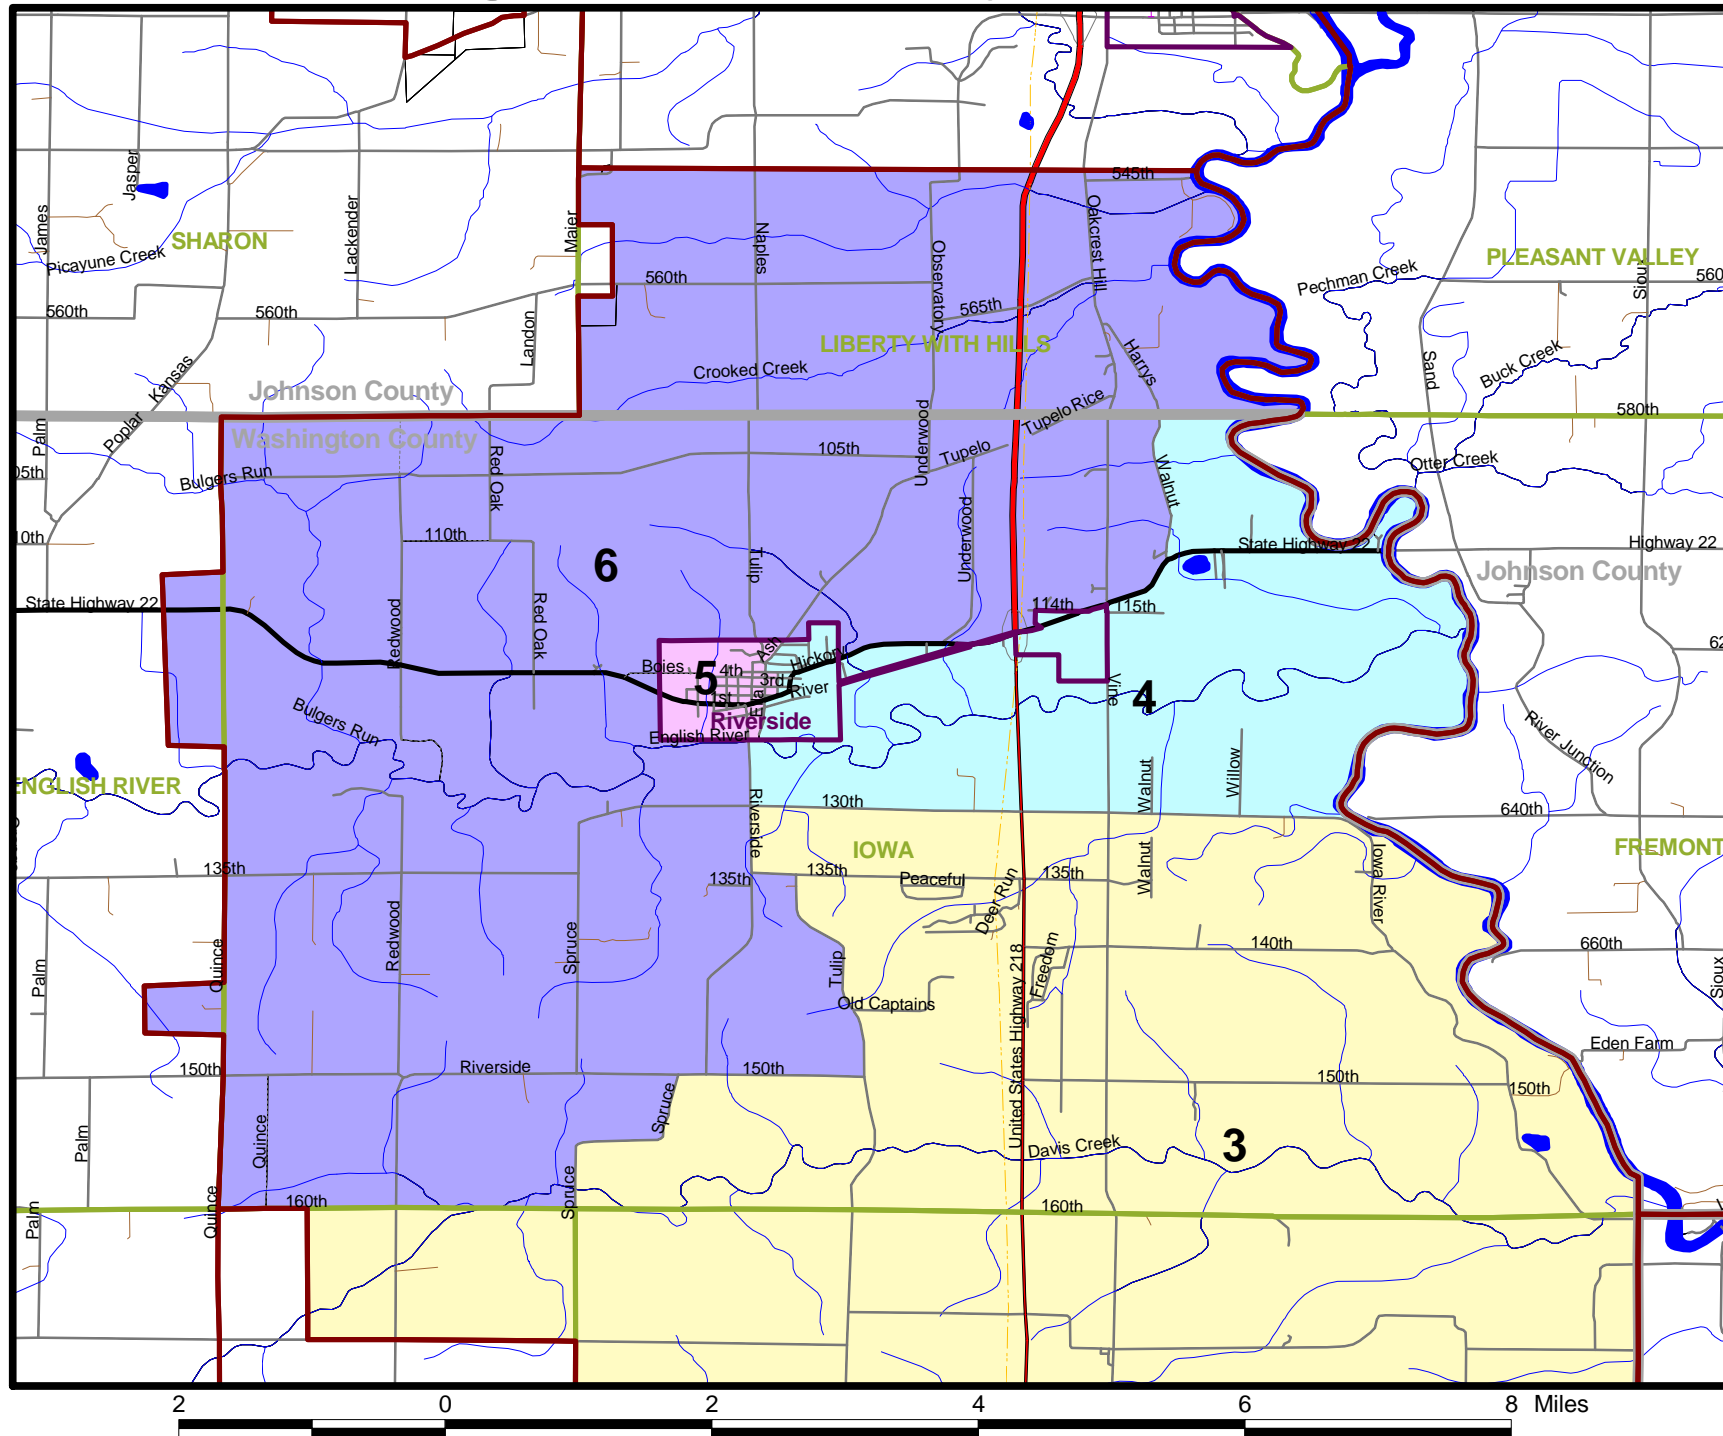 545th
Jasper
James
Lackender
Maier
Naples
Observatory
Oakcrest Hill
SHARON
Picayune Creek
PLEASANT VALLEY
Pechman Creek
Sioux
560th
560th
560th
560
565th
Landon
LIBERTY WITH HILLS
Harrys
Sand
Buck Creek
Crooked Creek
Kansas
Poplar
Johnson County
Washington County
Palm
Tupelo
Rice
580th
Underwood
Tupelo
105th
05th
Bulgers Run
Red Oak
Walnut
Otter Creek
10th
110th
6
Tulip
Underwood
State Highway 22
Highway 22
Johnson County
State Highway 22
Redwood
Red Oak
114th
115th
Ash
Hickory
Boies
5
4th
3rd
1st
River
Ella
Riverside
English River
Vine
4
Bulgers Run
River Junction
ENGLISH RIVER
Walnut
Willow
130th
640th
Riverside
IOWA
FREMONT
135th
135th
135th
Peaceful
135th
Walnut
Iowa River
Deer Run
Redwood
Spruce
Quince
Palm
Tulip
Freedom
140th
660th
Sioux
Old Captains
United States Highway 218
Eden Farm
150th
Riverside
150th
150th
150th
Spruce
Quince
Palm
Davis Creek
3
160th
160th
Spruce
Quince
Palm
2 0 2 4 6 8 Miles